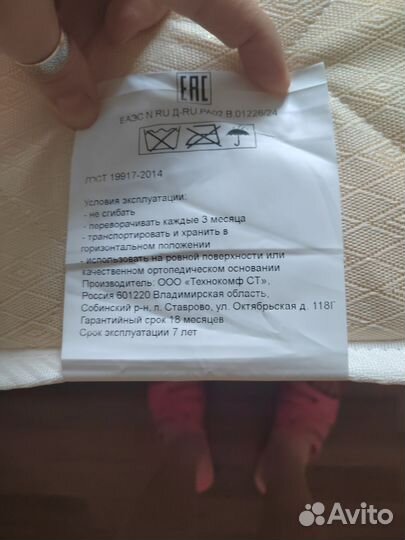 EAC
ЕАЭС N RU Д-RU.РА02.В.01226/24
ГОСТ 19917-2014
Условия эксплуатации:
- не сгибать
- переворачивать каждые 3 месяца
- транспортировать и хранить в
горизонтальном положении
- использовать на ровной поверхности или
качественном ортопедическом основании
Производитель: ООО «Технокомф СТ»,
Россия 601220 Владимирская область,
Собинский р-н, п. Ставрово, ул. Октябрьская д. 118Г
Гарантийный срок 18 месяцев
Срок эксплуатации 7 лет
Avito